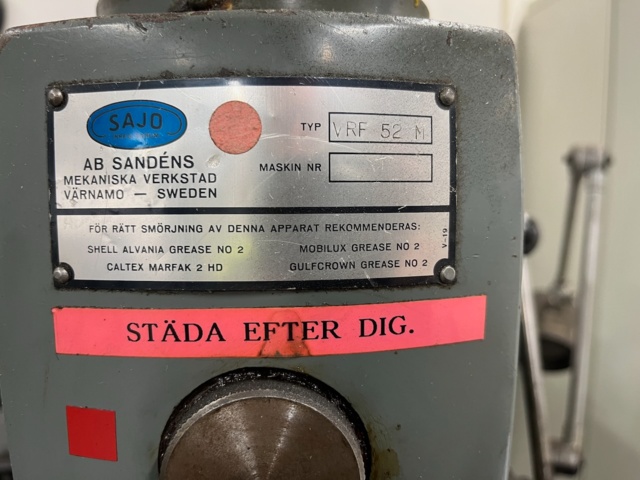 SAJO
TYP VRF 52 M
AB SANDÉNS
MEKANISKA VERKSTAD
VÄRNAMO — SWEDEN
MASKIN NR
FÖR RÄTT SMÖRJNING AV DENNA APPARAT REKOMMENDERAS:
SHELL ALVANIA GREASE NO 2 MOBILUX GREASE NO 2
CALTEX MARFAK 2 HD GULFCROWN GREASE NO 2
V-19
STÄDA EFTER DIG.